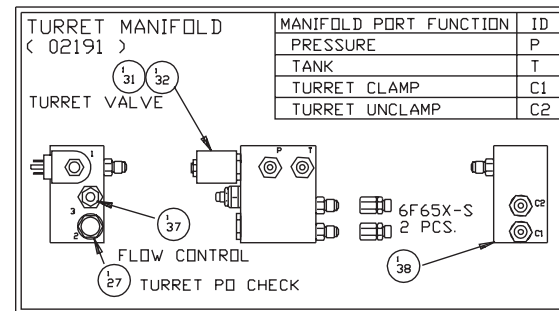 TURRET MANIFOLD
( 02191 )
MANIFOLD PORT FUNCTION ID
PRESSURE P
TANK T
TURRET CLAMP C1
TURRET UNCLAMP C2
1 31
1 32
TURRET VALVE
1
3
2
P T
6F65X-S
2 PCS.
C2
C1
1 37
FLOW CONTROL
1 27
TURRET PO CHECK
1 38